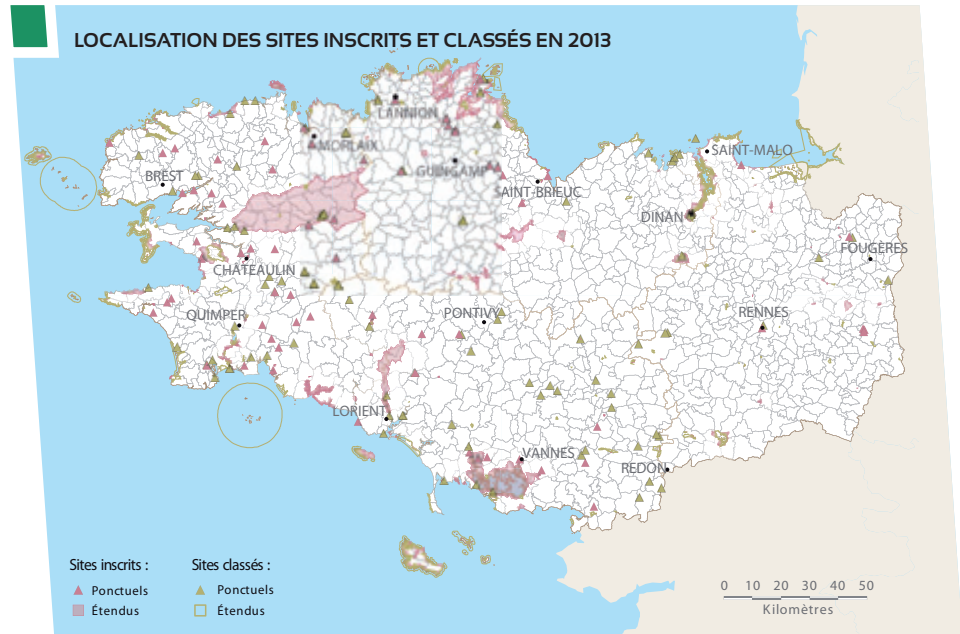 LOCALISATION DES SITES INSCRITS ET CLASSÉS EN 2013
LANNION
MORLAIX
GUINGAMP
SAINT-MALO
BREST
SAINT-BRIEUC
DINAN
FOUGÈRES
CHÂTEAULIN
QUIMPER
PONTIVY
RENNES
LORIENT
VANNES
REDON
Sites inscrits :
Ponctuels
Étendus
Sites classés :
Ponctuels
Étendus
0 10 20 30 40 50
Kilomètres